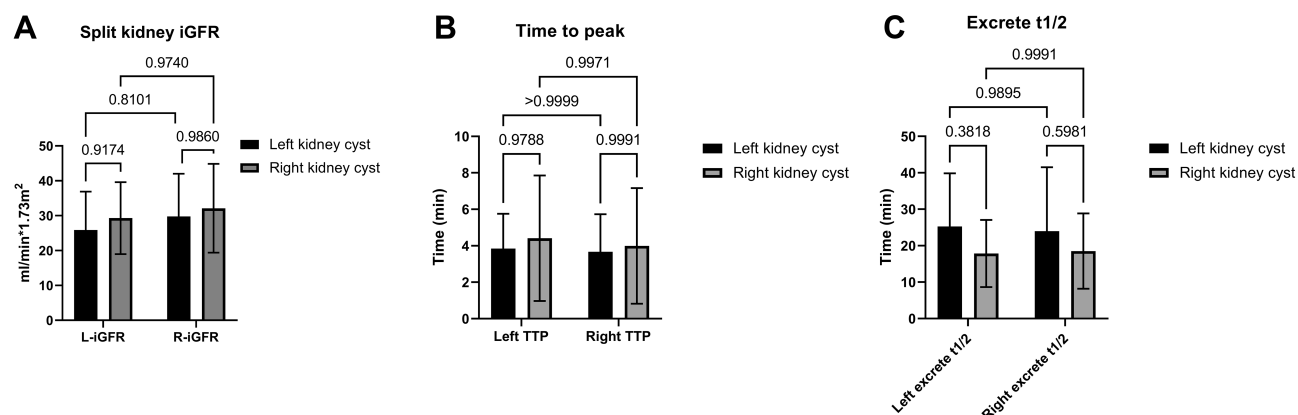 A
Split kidney iGFR
0.9740
0.8101
0.9174
0.9860
ml/min*1.73m²
50
40
30
20
10
0
L-iGFR
R-iGFR
Left kidney cyst
Right kidney cyst
B
Time to peak
0.9971
>0.9999
0.9788
0.9991
Time (min)
10
8
6
4
2
0
Left TTP
Right TTP
Left kidney cyst
Right kidney cyst
C
Excrete t1/2
0.9991
0.9895
0.3818
0.5981
Time (min)
50
40
30
20
10
0
Left excrete t1/2
Right excrete t1/2
Left kidney cyst
Right kidney cyst